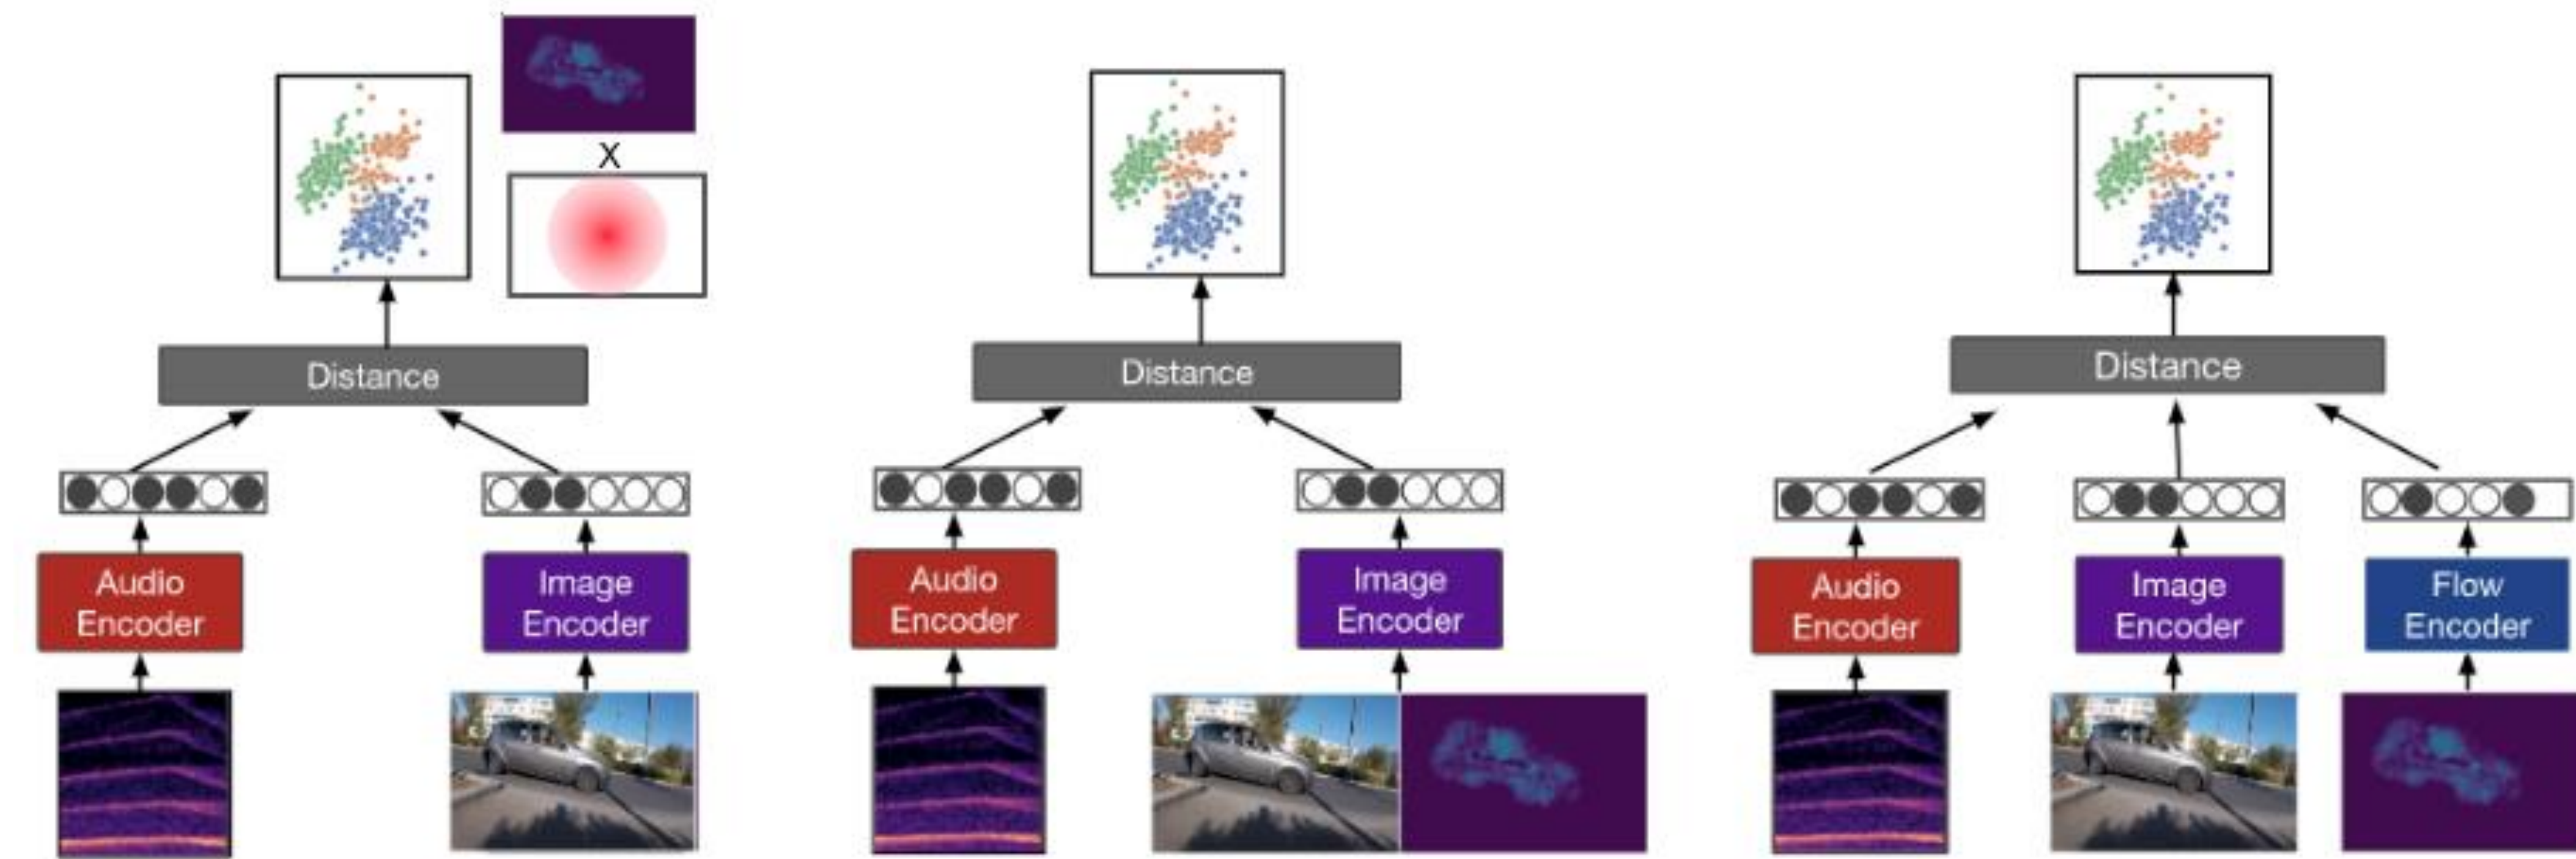 X
Distance
Audio
Encoder
Image
Encoder
Distance
Audio
Encoder
Image
Encoder
Distance
Audio
Encoder
Image
Encoder
Flow
Encoder